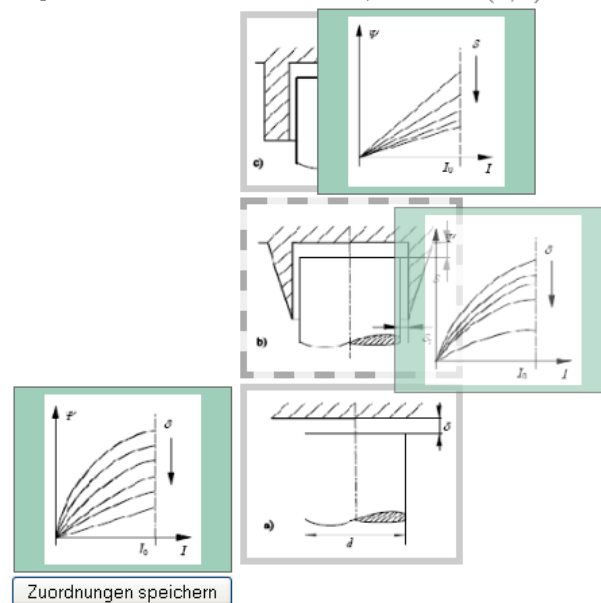 Ψ
δ
c)
I₀ I
Ψ
δ
b)
I₀ I
δ
Ψ
δ
a)
I₀ I
d
Zuordnungen speichern